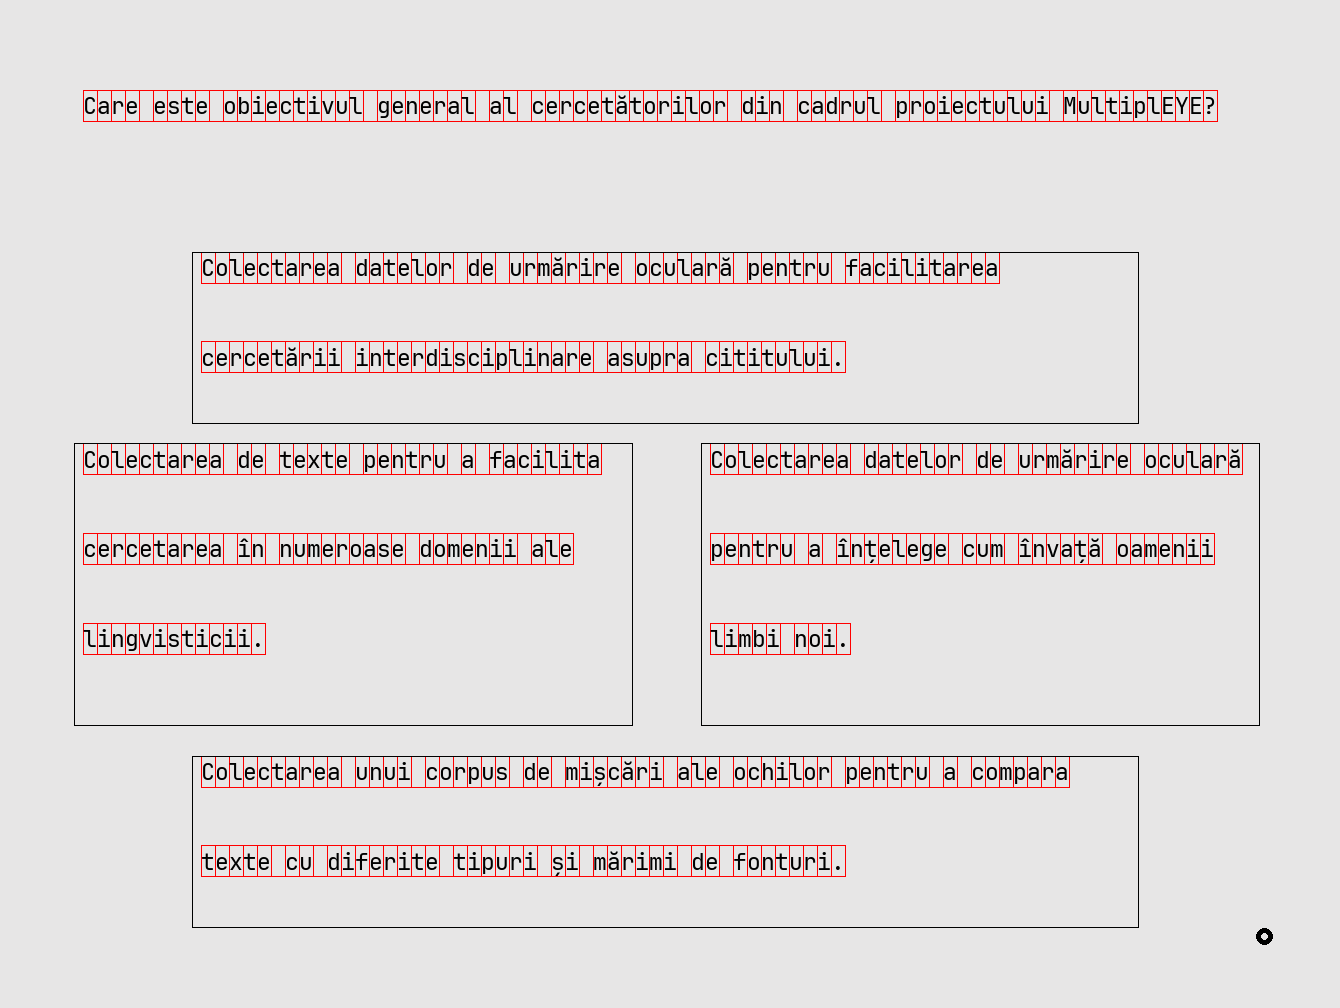 Care este obiectivul general al cercetătorilor din cadrul proiectului MultiplEYE?
Colectarea datelor de urmărire oculară pentru facilitarea
cercetării interdisciplinare asupra cititului.
Colectarea de texte pentru a facilita
cercetarea în numeroase domenii ale
lingvisticii.
Colectarea datelor de urmărire oculară
pentru a înțelege cum învață oamenii
limbi noi.
Colectarea unui corpus de mișcări ale ochilor pentru a compara
texte cu diferite tipuri și mărimi de fonturi.